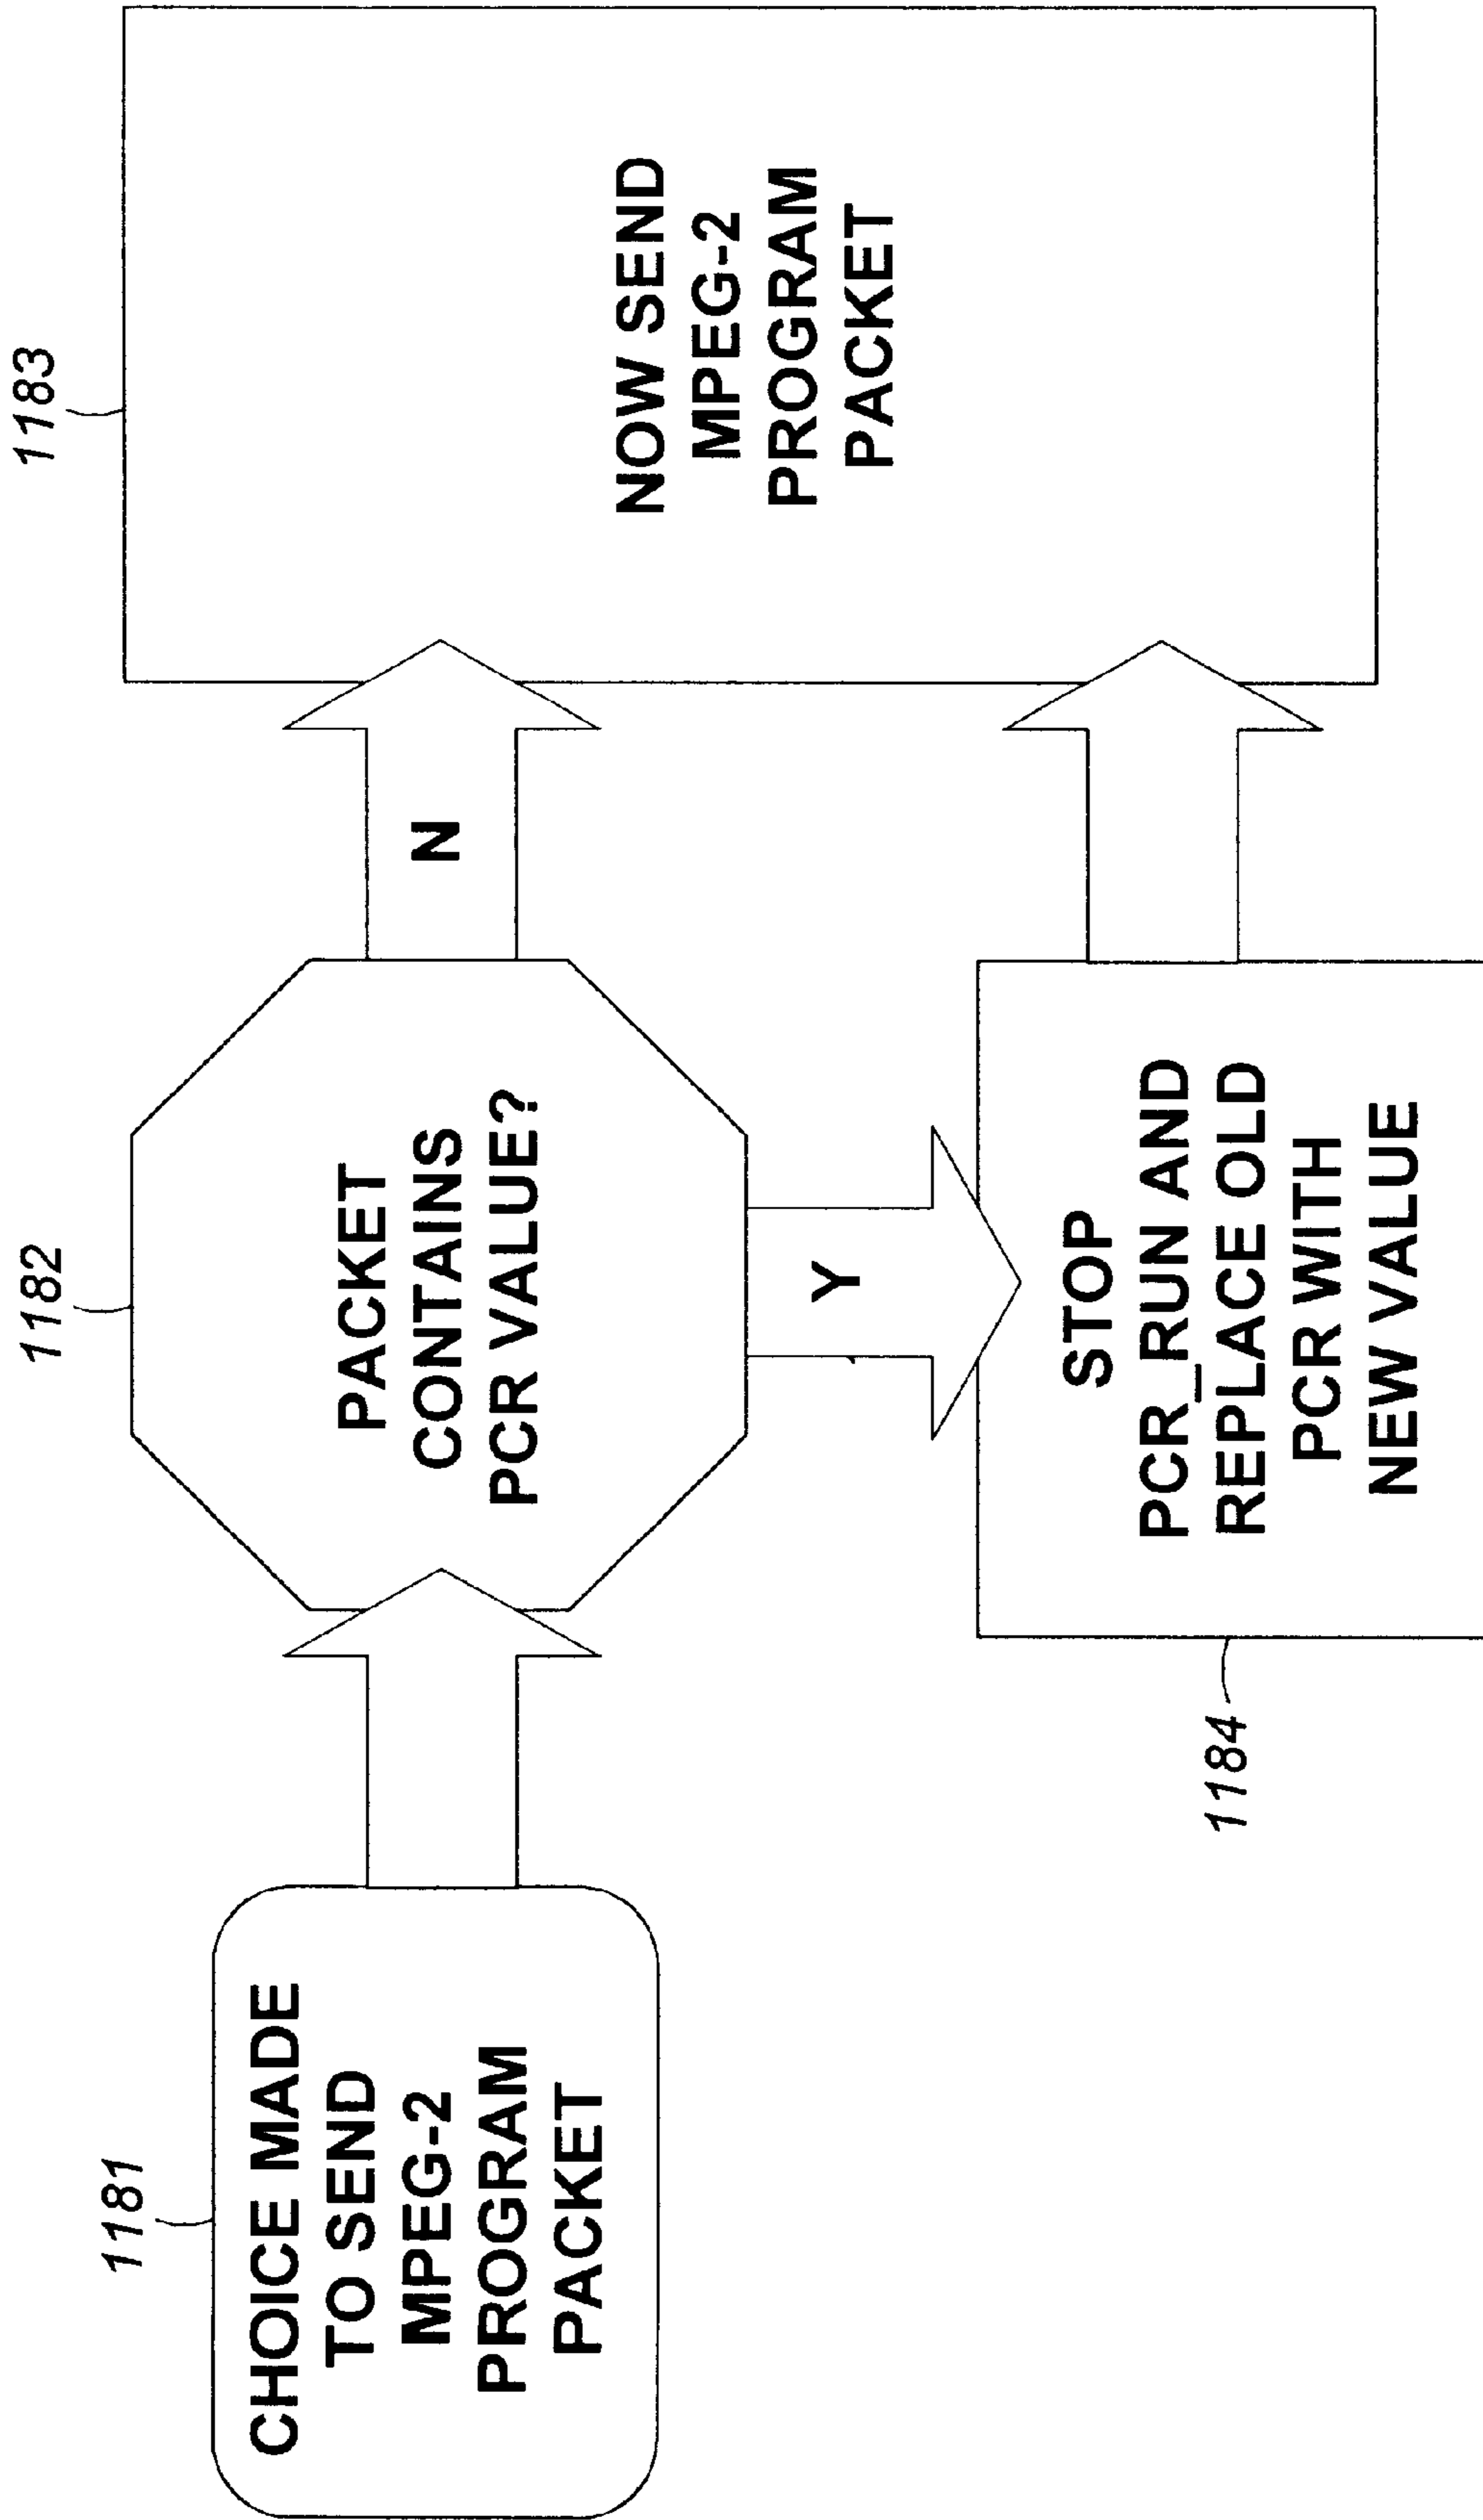 1181
CHOICE MADE
TO SEND
MPEG-2
PROGRAM
PACKET
1182
PACKET
CONTAINS
PCR VALUE?
N
Y
1183
NOW SEND
MPEG-2
PROGRAM
PACKET
1184
STOP
PCR_RUN AND
REPLACE OLD
PCR WITH
NEW VALUE